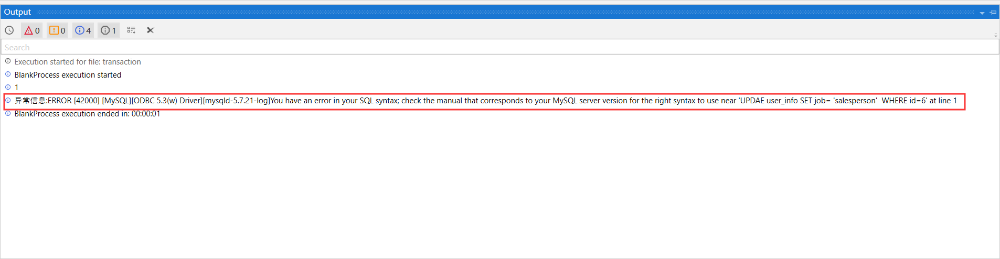 Output
0 0 4 1
Search
Execution started for file: transaction
BlankProcess execution started
1
异常信息:ERROR [42000] [MySQL][ODBC 5.3(w) Driver][mysqld-5.7.21-log]You have an error in your SQL syntax; check the manual that corresponds to your MySQL server version for the right syntax to use near 'UPDAE user_info SET job= 'salesperson'  WHERE id=6' at line 1
BlankProcess execution ended in: 00:00:01